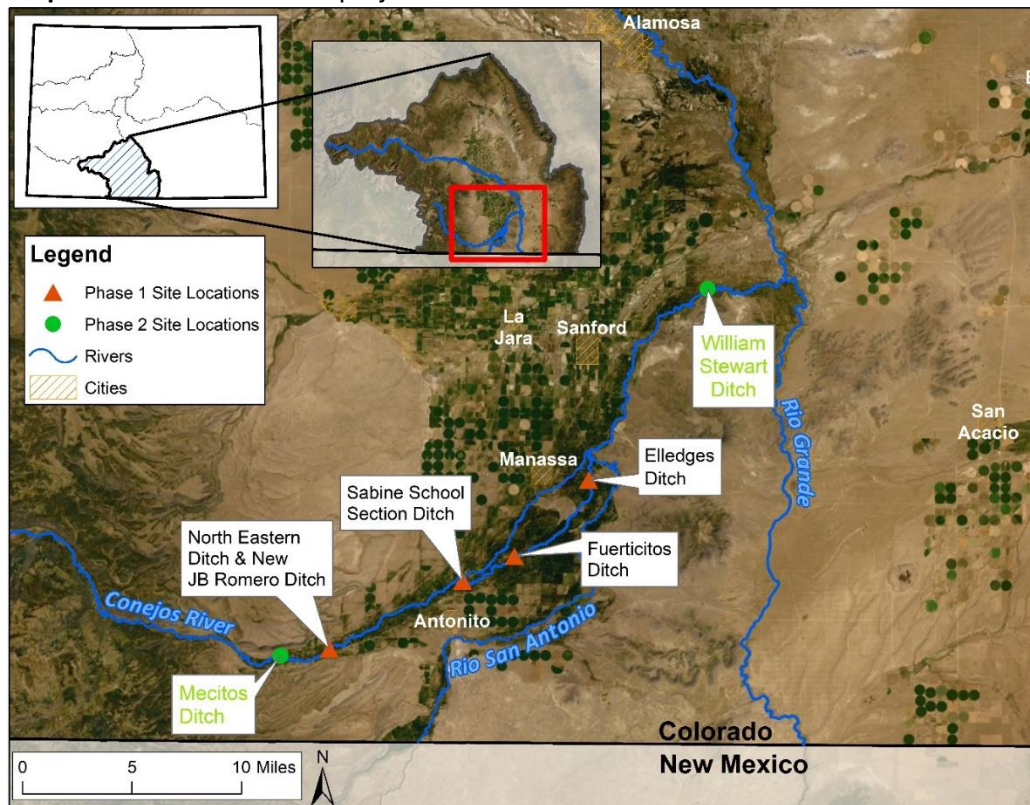 Alamosa
Legend
Phase 1 Site Locations
Phase 2 Site Locations
Rivers
Cities
La
Jara
Sanford
William
Stewart
Ditch
Rio Grande
San
Acacio
Manassa
Elledges
Ditch
Sabine School
Section Ditch
North Eastern
Ditch & New
JB Romero Ditch
Fuerticitos
Ditch
Conejos River
Antonito
Rio San Antonio
Mecitos
Ditch
Colorado
New Mexico
0 5 10 Miles
N